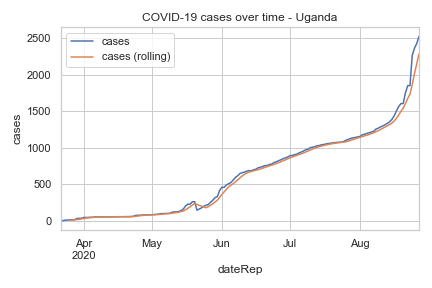 COVID-19 cases over time - Uganda
cases
cases (rolling)
2500
2000
1500
1000
500
0
cases
Apr
2020
May
Jun
Jul
Aug
dateRep